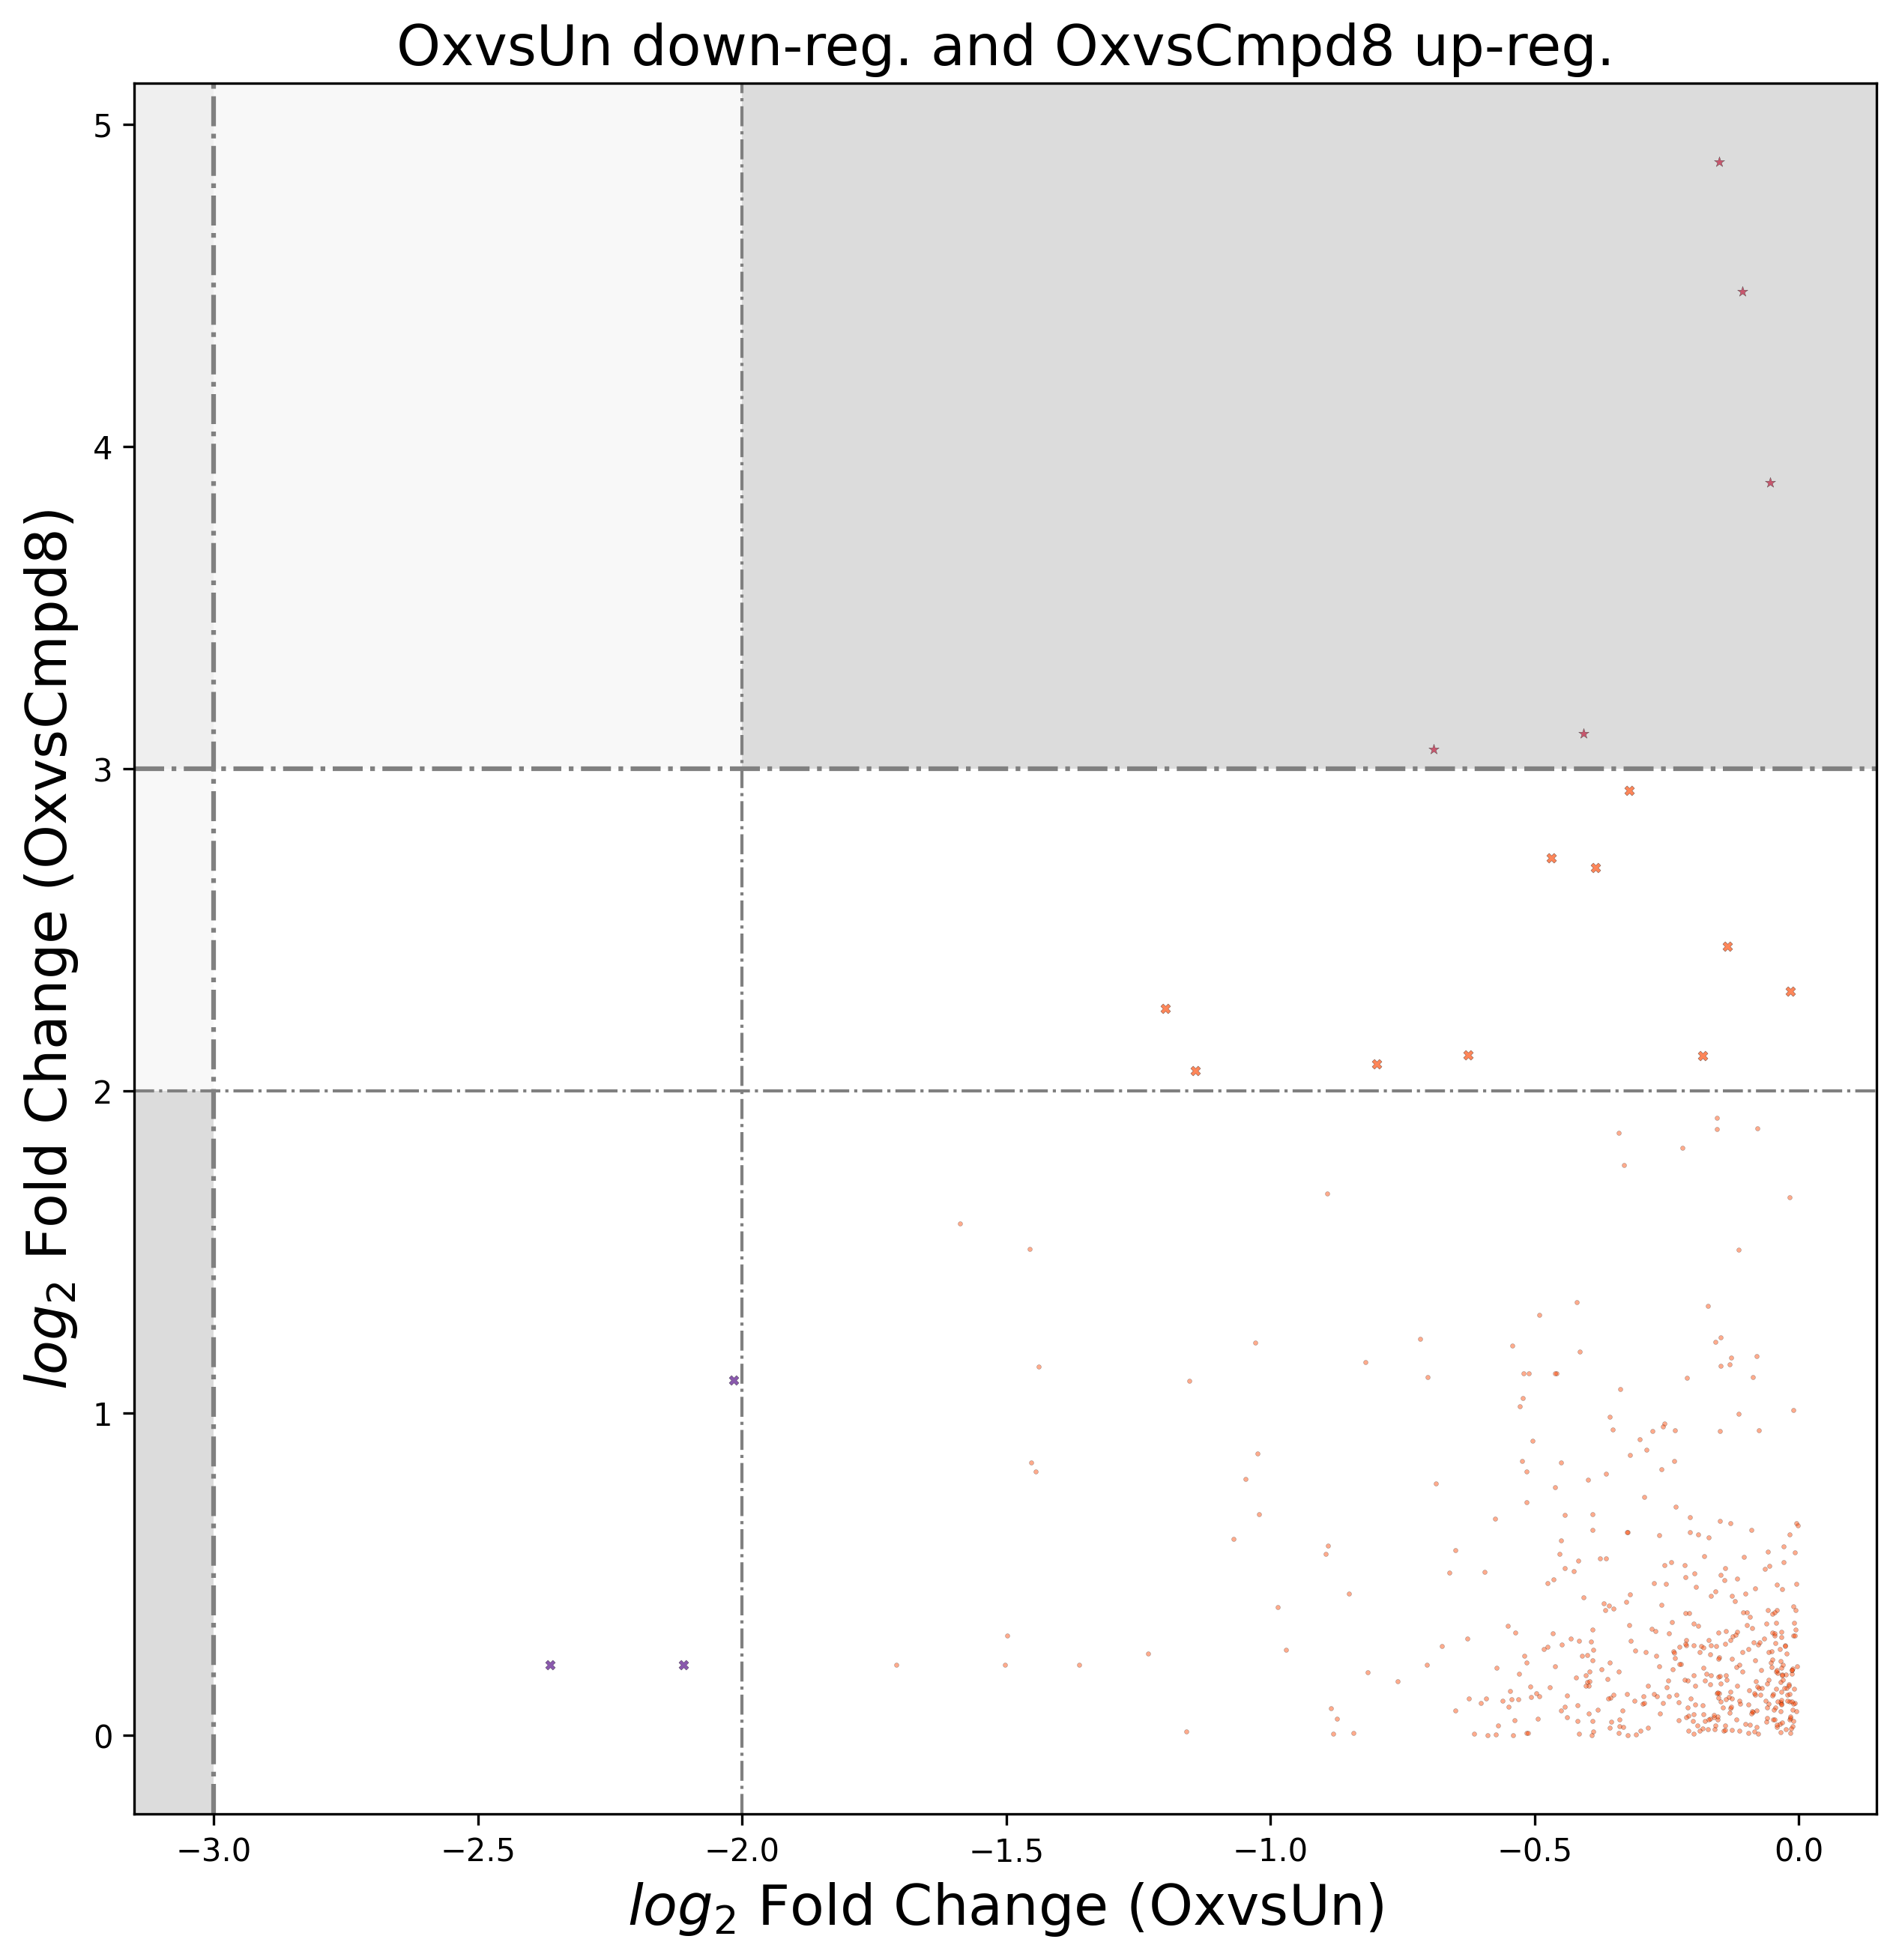 OxvsUn down-reg. and OxvsCmpd8 up-reg.
log₂ Fold Change (OxvsCmpd8)
5
4
3
2
1
0
−3.0 −2.5 −2.0 −1.5 −1.0 −0.5 0.0
log₂ Fold Change (OxvsUn)